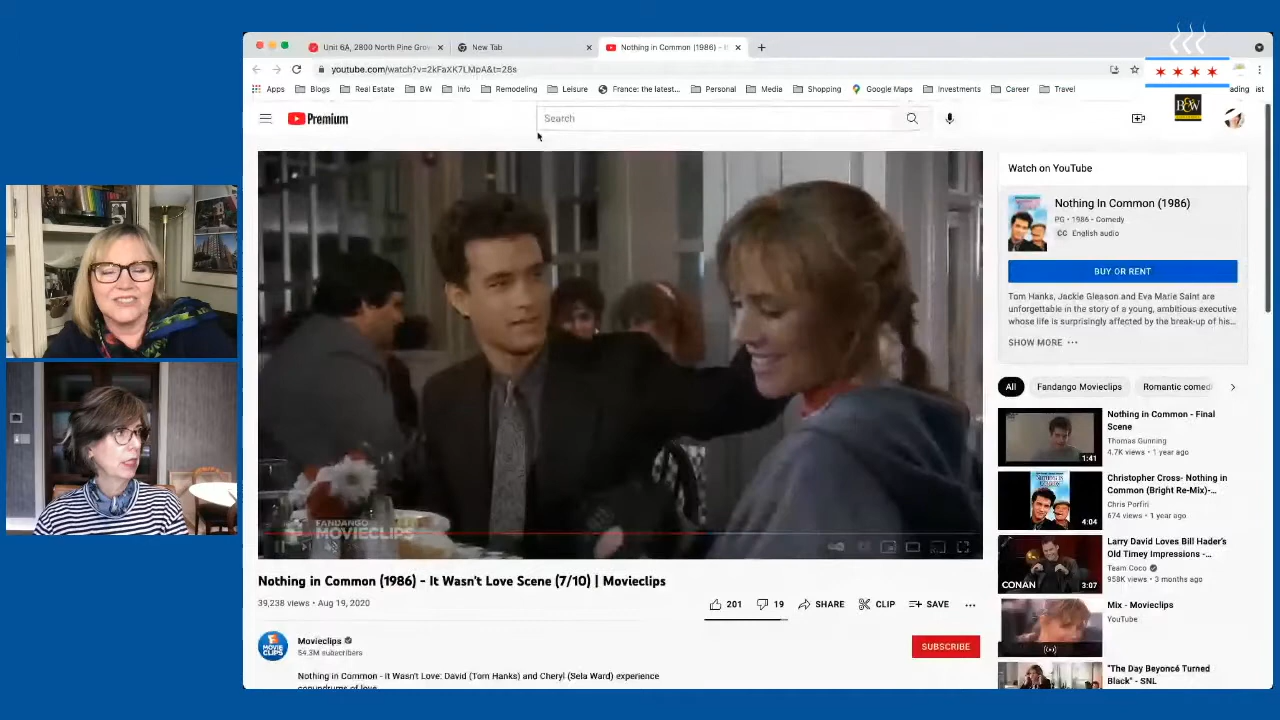 Unit 6A, 2800 North Pine Grov
New Tab
Nothing in Common (1986) - I
youtube.com/watch?v=2kFaXK7LMpA&t=28s
Apps
Blogs
Real Estate
BW
Info
Remodeling
Leisure
France: the latest...
Personal
Media
Shopping
Google Maps
Investments
Career
Travel
ading
ist
Premium
Search
B&W
Watch on YouTube
Nothing In Common (1986)
PG • 1986 • Comedy
CC English audio
BUY OR RENT
Tom Hanks, Jackie Gleason and Eva Marie Saint are
unforgettable in the story of a young, ambitious executive
whose life is surprisingly affected by the break-up of his...
SHOW MORE
All
Fandango Movieclips
Romantic comed
Nothing in Common - Final
Scene
Thomas Gunning
4.7K views • 1 year ago
1:41
Christopher Cross- Nothing in
Common (Bright Re-Mix)-...
Chris Porfiri
674 views • 1 year ago
4:04
Larry David Loves Bill Hader's
Old Timey Impressions -...
Team Coco
958K views • 3 months ago
CONAN
3:07
Mix - Movieclips
YouTube
"The Day Beyoncé Turned
Black" - SNL
FANDANGO
MOVIECLIPS
Nothing in Common (1986) - It Wasn't Love Scene (7/10) | Movieclips
39,238 views • Aug 19, 2020
201
19
SHARE
CLIP
SAVE
MOVIE
CLIPS
Movieclips
54.3M subscribers
SUBSCRIBE
Nothing in Common - It Wasn't Love: David (Tom Hanks) and Cheryl (Sela Ward) experience
conundrums of love